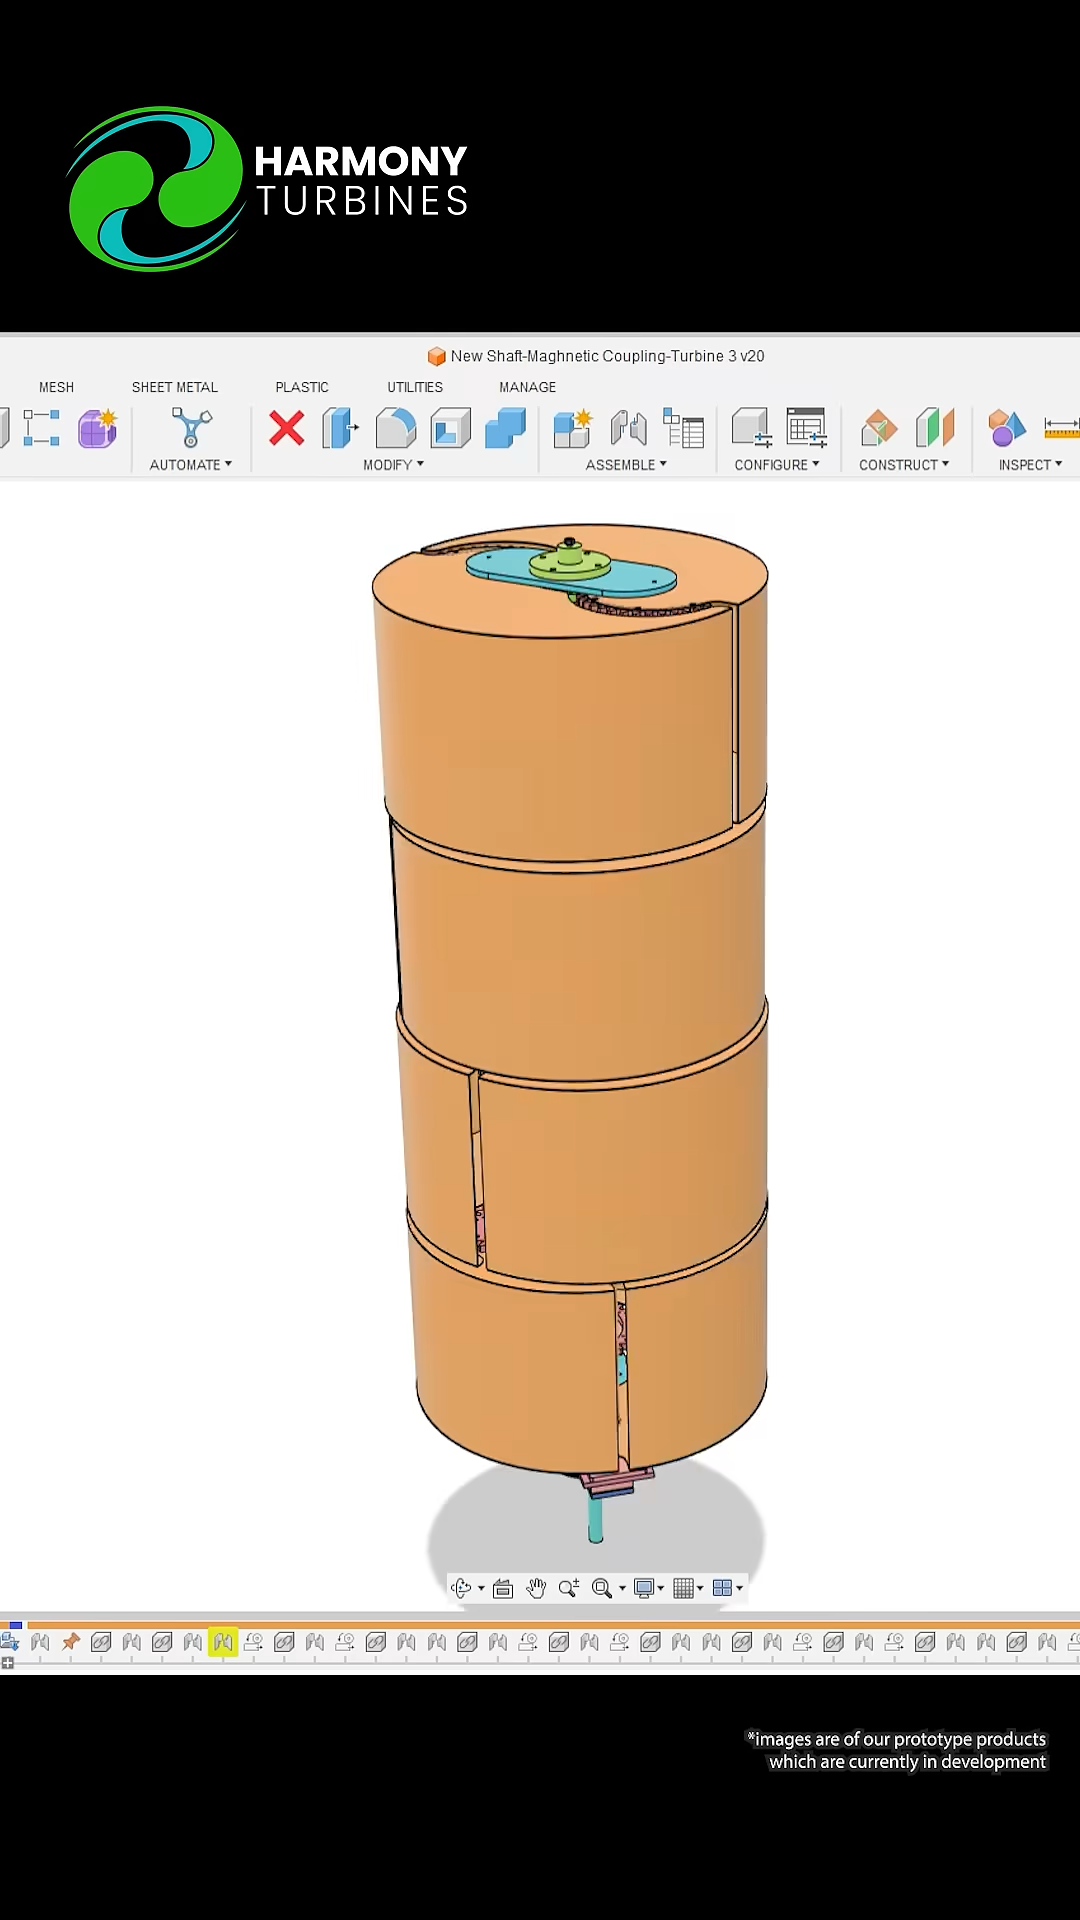 HARMONY
TURBINES
New Shaft-Maghnetic Coupling-Turbine 3 v20
MESH SHEET METAL PLASTIC UTILITIES MANAGE
AUTOMATE MODIFY ASSEMBLE CONFIGURE CONSTRUCT INSPECT
*images are of our prototype products
which are currently in development